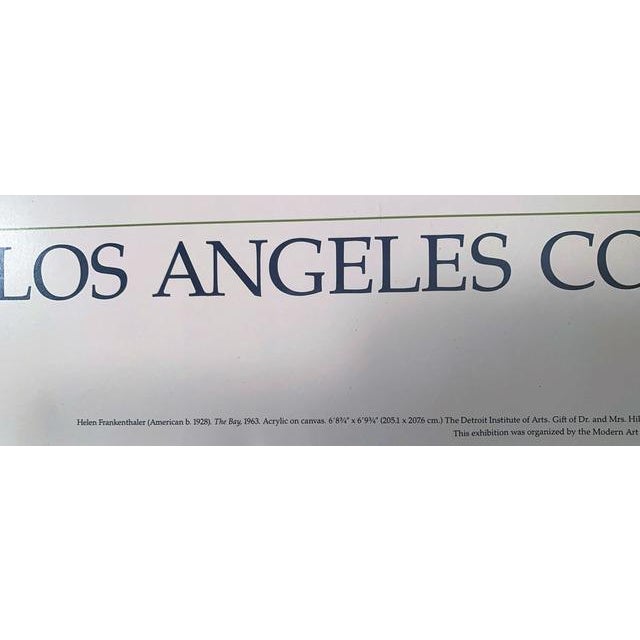 LOS ANGELES CO
Helen Frankenthaler (American b. 1928). The Bay, 1963. Acrylic on canvas. 6´8¾" x 6´9¾" (205.1 x 207.6 cm.) The Detroit Institute of Arts. Gift of Dr. and Mrs. Hil
This exhibition was organized by the Modern Art